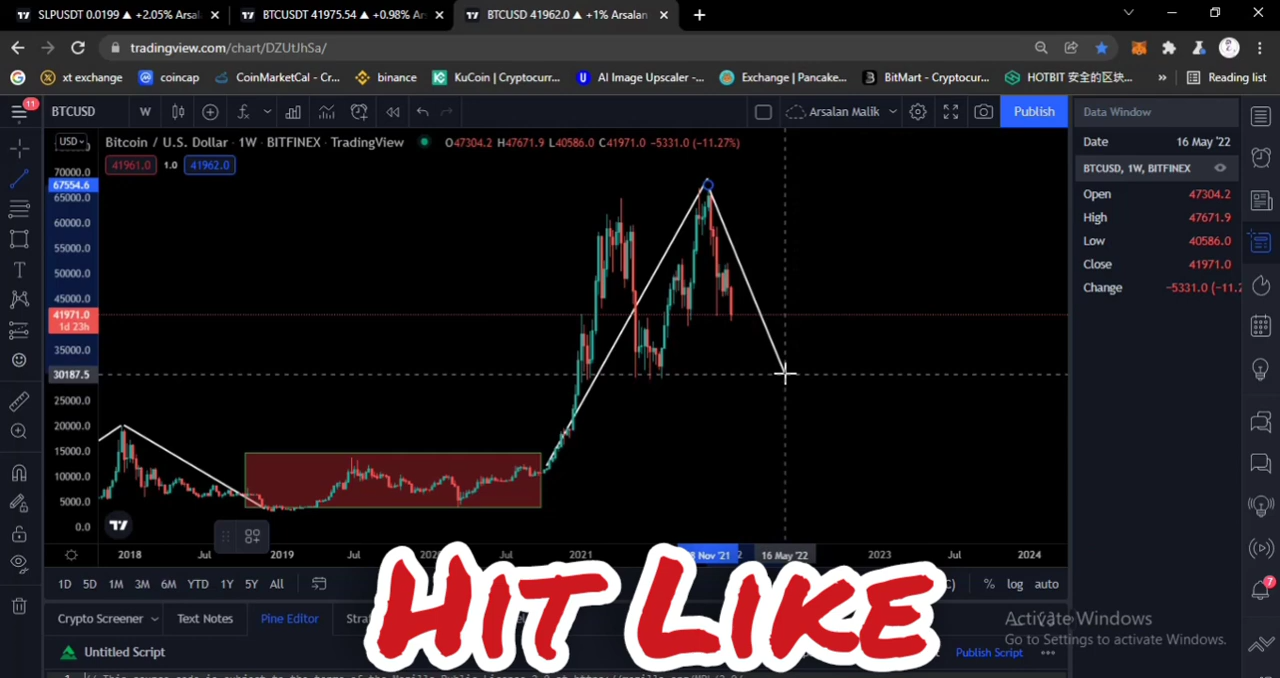 SLPUSDT 0.0199 ▲ +2.05% Arsal
BTCUSDT 41975.54 ▲ +0.98% Ars
BTCUSD 41962.0 ▲ +1% Arsalan
tradingview.com/chart/DZUtJhSa/
xt exchange
coincap
CoinMarketCal - Cr...
binance
KuCoin | Cryptocurr...
AI Image Upscaler -...
Exchange | Pancake...
BitMart - Cryptocur...
HOTBIT 安全的区块...
Reading list
11
BTCUSD
W
Arsalan Malik
Publish
Data Window
USD
Bitcoin / U.S. Dollar · 1W · BITFINEX · TradingView
O47304.2 H47671.9 L40586.0 C41971.0 −5331.0 (−11.27%)
41961.0 1.0 41962.0
Date 16 May '22
BTCUSD, 1W, BITFINEX
Open 47304.2
High 47671.9
Low 40586.0
Close 41971.0
Change −5331.0 (−11.2
70000.0
67554.6
65000.0
60000.0
55000.0
50000.0
45000.0
41971.0
1d 23h
35000.0
30187.5
25000.0
20000.0
15000.0
10000.0
5000.0
0.0
2018 Jul 2019 Jul Jul 2021 Nov '21 16 May '22 2023 Jul 2024
1D 5D 1M 3M 6M YTD 1Y 5Y All
% log auto
7
Crypto Screener Text Notes Pine Editor
HIT LIKE
Activate Windows
Go to Settings to activate Windows.
Untitled Script
Publish Script